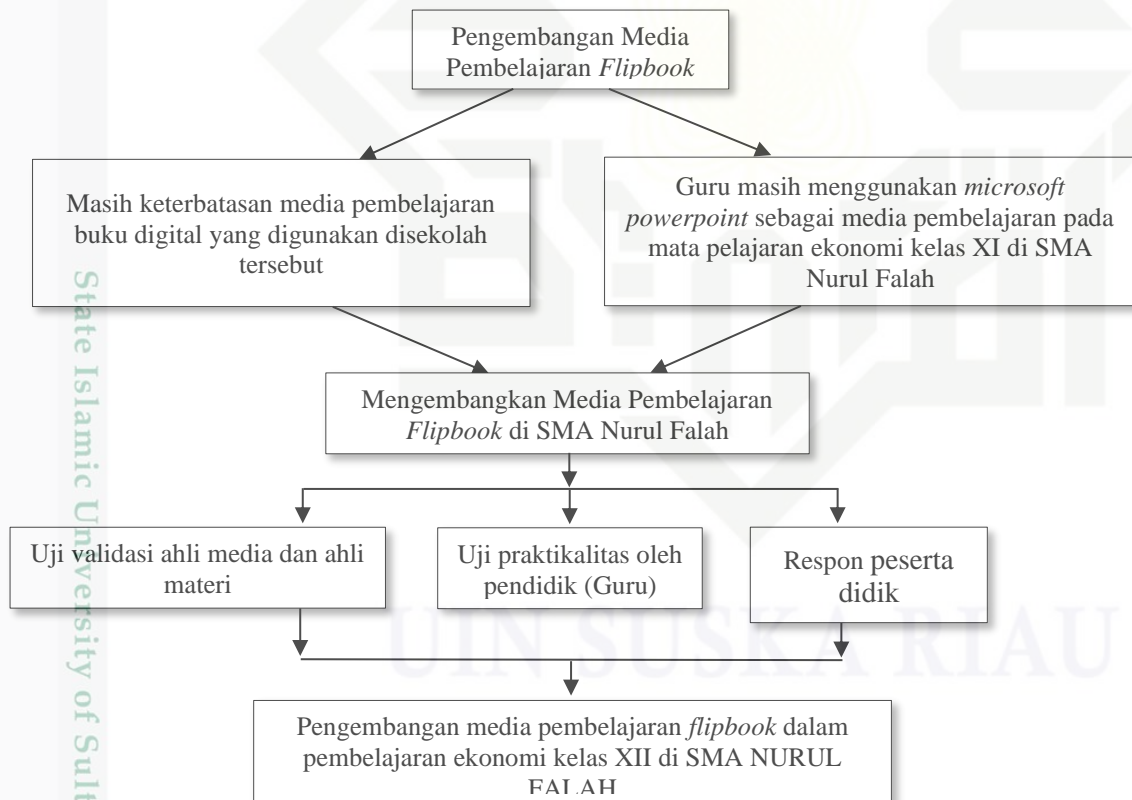 Pengembangan Media
Pembelajaran Flipbook
Masih keterbatasan media pembelajaran
buku digital yang digunakan disekolah
tersebut
Guru masih menggunakan microsoft
powerpoint sebagai media pembelajaran pada
mata pelajaran ekonomi kelas XI di SMA
Nurul Falah
Mengembangkan Media Pembelajaran
Flipbook di SMA Nurul Falah
Uji validasi ahli media dan ahli
materi
Uji praktikalitas oleh
pendidik (Guru)
Respon peserta
didik
Pengembangan media pembelajaran flipbook dalam
pembelajaran ekonomi kelas XII di SMA NURUL
FALAH
State Islamic University of Sult
UIN SUSKA RIAU